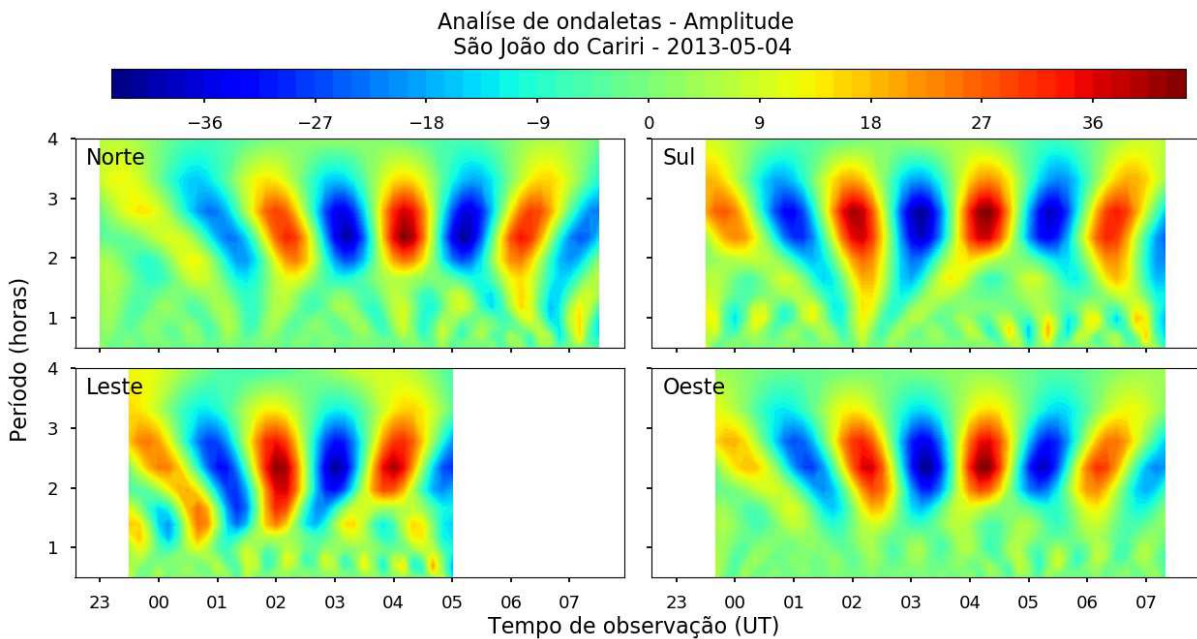 Analíse de ondaletas - Amplitude
São João do Cariri - 2013-05-04
−36 −27 −18 −9 0 9 18 27 36
Norte
Sul
4
3
2
1
Leste
Oeste
4
3
2
1
Período (horas)
23 00 01 02 03 04 05 06 07
23 00 01 02 03 04 05 06 07
Tempo de observação (UT)